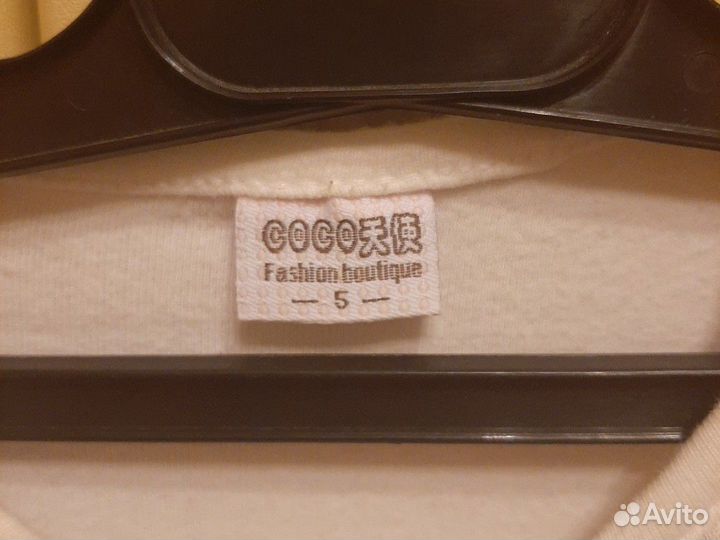 COCO天使
Fashion boutique
— 5 —
Avito